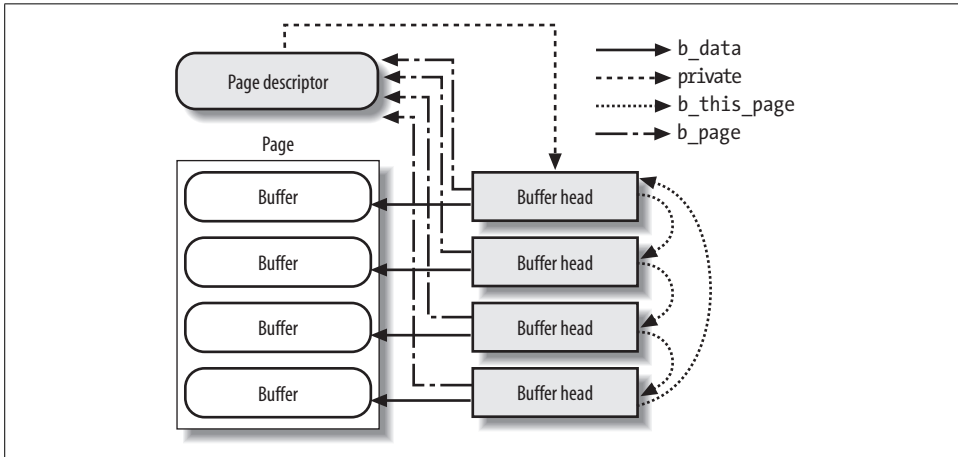 b_data
private
b_this_page
b_page
Page descriptor
Page
Buffer
Buffer head
Buffer
Buffer head
Buffer
Buffer head
Buffer
Buffer head